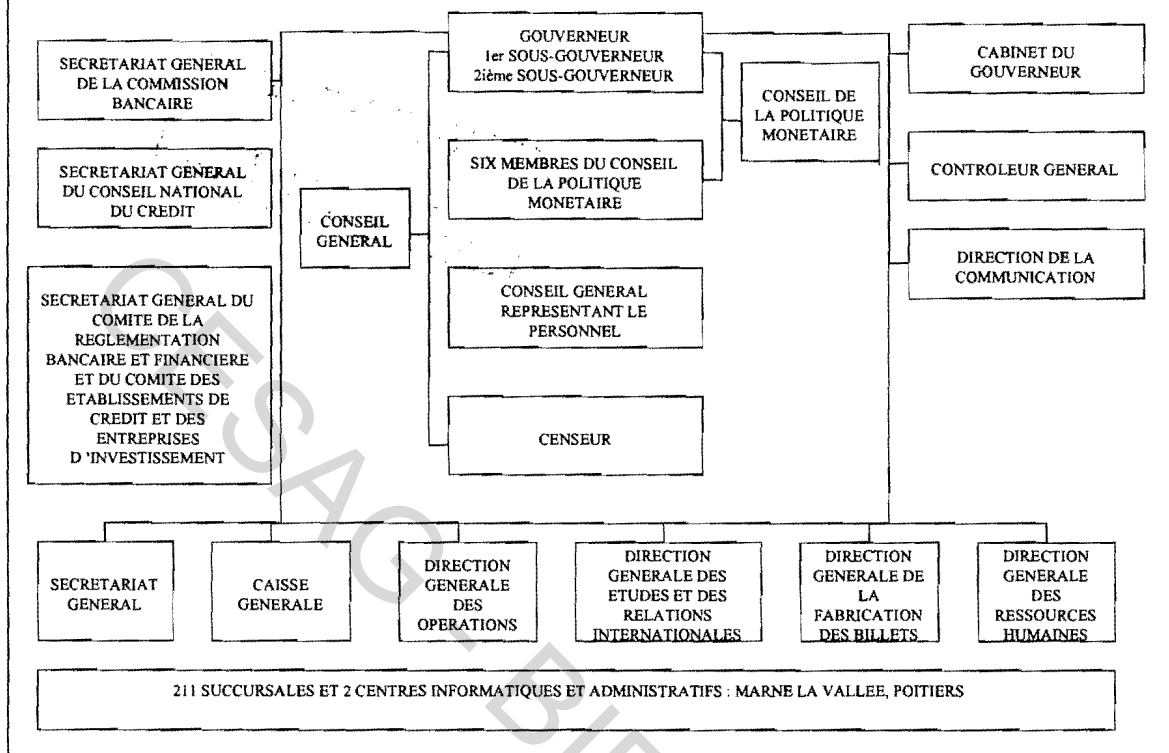 SECRETARIAT GENERAL
DE LA COMMISSION
BANCAIRE
SECRETARIAT GENERAL
DU CONSEIL NATIONAL
DU CREDIT
SECRETARIAT GENERAL DU
COMITE DE LA
REGLEMENTATION
BANCAIRE ET FINANCIERE
ET DU COMITE DES
ETABLISSEMENTS DE
CREDIT ET DES
ENTREPRISES
D 'INVESTISSEMENT
CONSEIL
GENERAL
GOUVERNEUR
1er SOUS-GOUVERNEUR
2ième SOUS-GOUVERNEUR
SIX MEMBRES DU CONSEIL
DE LA POLITIQUE
MONETAIRE
CONSEIL GENERAL
REPRESENTANT LE
PERSONNEL
CENSEUR
CONSEIL DE
LA POLITIQUE
MONETAIRE
CABINET DU
GOUVERNEUR
CONTROLEUR GENERAL
DIRECTION DE LA
COMMUNICATION
SECRETARIAT
GENERAL
CAISSE
GENERALE
DIRECTION
GENERALE
DES
OPERATIONS
DIRECTION
GENERALE DES
ETUDES ET DES
RELATIONS
INTERNATIONALES
DIRECTION
GENERALE DE
LA
FABRICATION
DES BILLETS
DIRECTION
GENERALE
DES
RESSOURCES
HUMAINES
211 SUCCURSALES ET 2 CENTRES INFORMATIQUES ET ADMINISTRATIFS : MARNE LA VALLEE, POITIERS
CESAG - BI